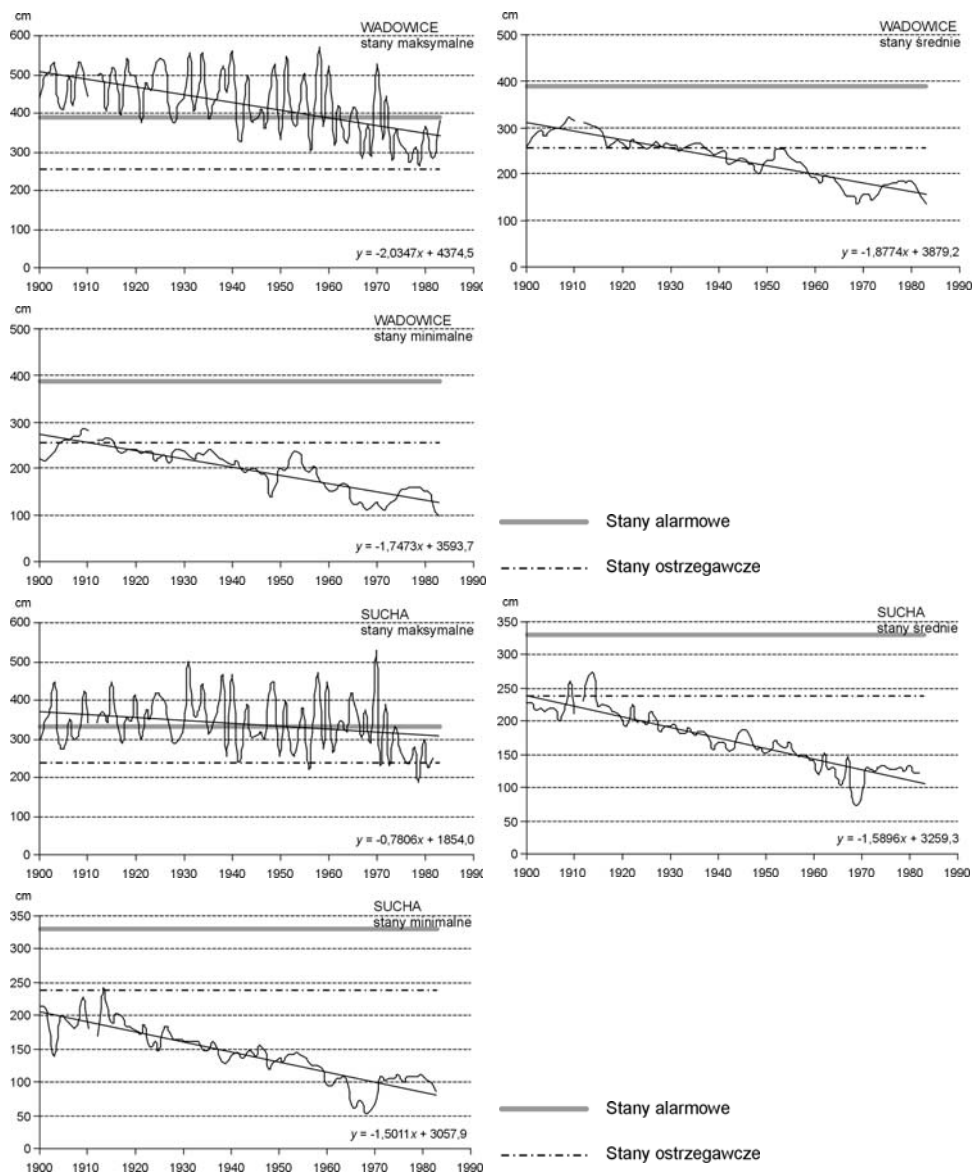 cm
WADOWICE
stany maksymalne
600
500
400
300
200
100
0
y = -2,0347x + 4374,5
1900 1910 1920 1930 1940 1950 1960 1970 1980 1990
cm
WADOWICE
stany średnie
500
400
300
200
100
0
y = -1,8774x + 3879,2
1900 1910 1920 1930 1940 1950 1960 1970 1980 1990
cm
WADOWICE
stany minimalne
500
400
300
200
100
0
y = -1,7473x + 3593,7
1900 1910 1920 1930 1940 1950 1960 1970 1980 1990
Stany alarmowe
Stany ostrzegawcze
cm
SUCHA
stany maksymalne
600
500
400
300
200
100
0
y = -0,7806x + 1854,0
1900 1910 1920 1930 1940 1950 1960 1970 1980 1990
cm
SUCHA
stany średnie
350
300
250
200
150
100
50
0
y = -1,5896x + 3259,3
1900 1910 1920 1930 1940 1950 1960 1970 1980 1990
cm
SUCHA
stany minimalne
350
300
250
200
150
100
50
0
y = -1,5011x + 3057,9
1900 1910 1920 1930 1940 1950 1960 1970 1980 1990
Stany alarmowe
Stany ostrzegawcze